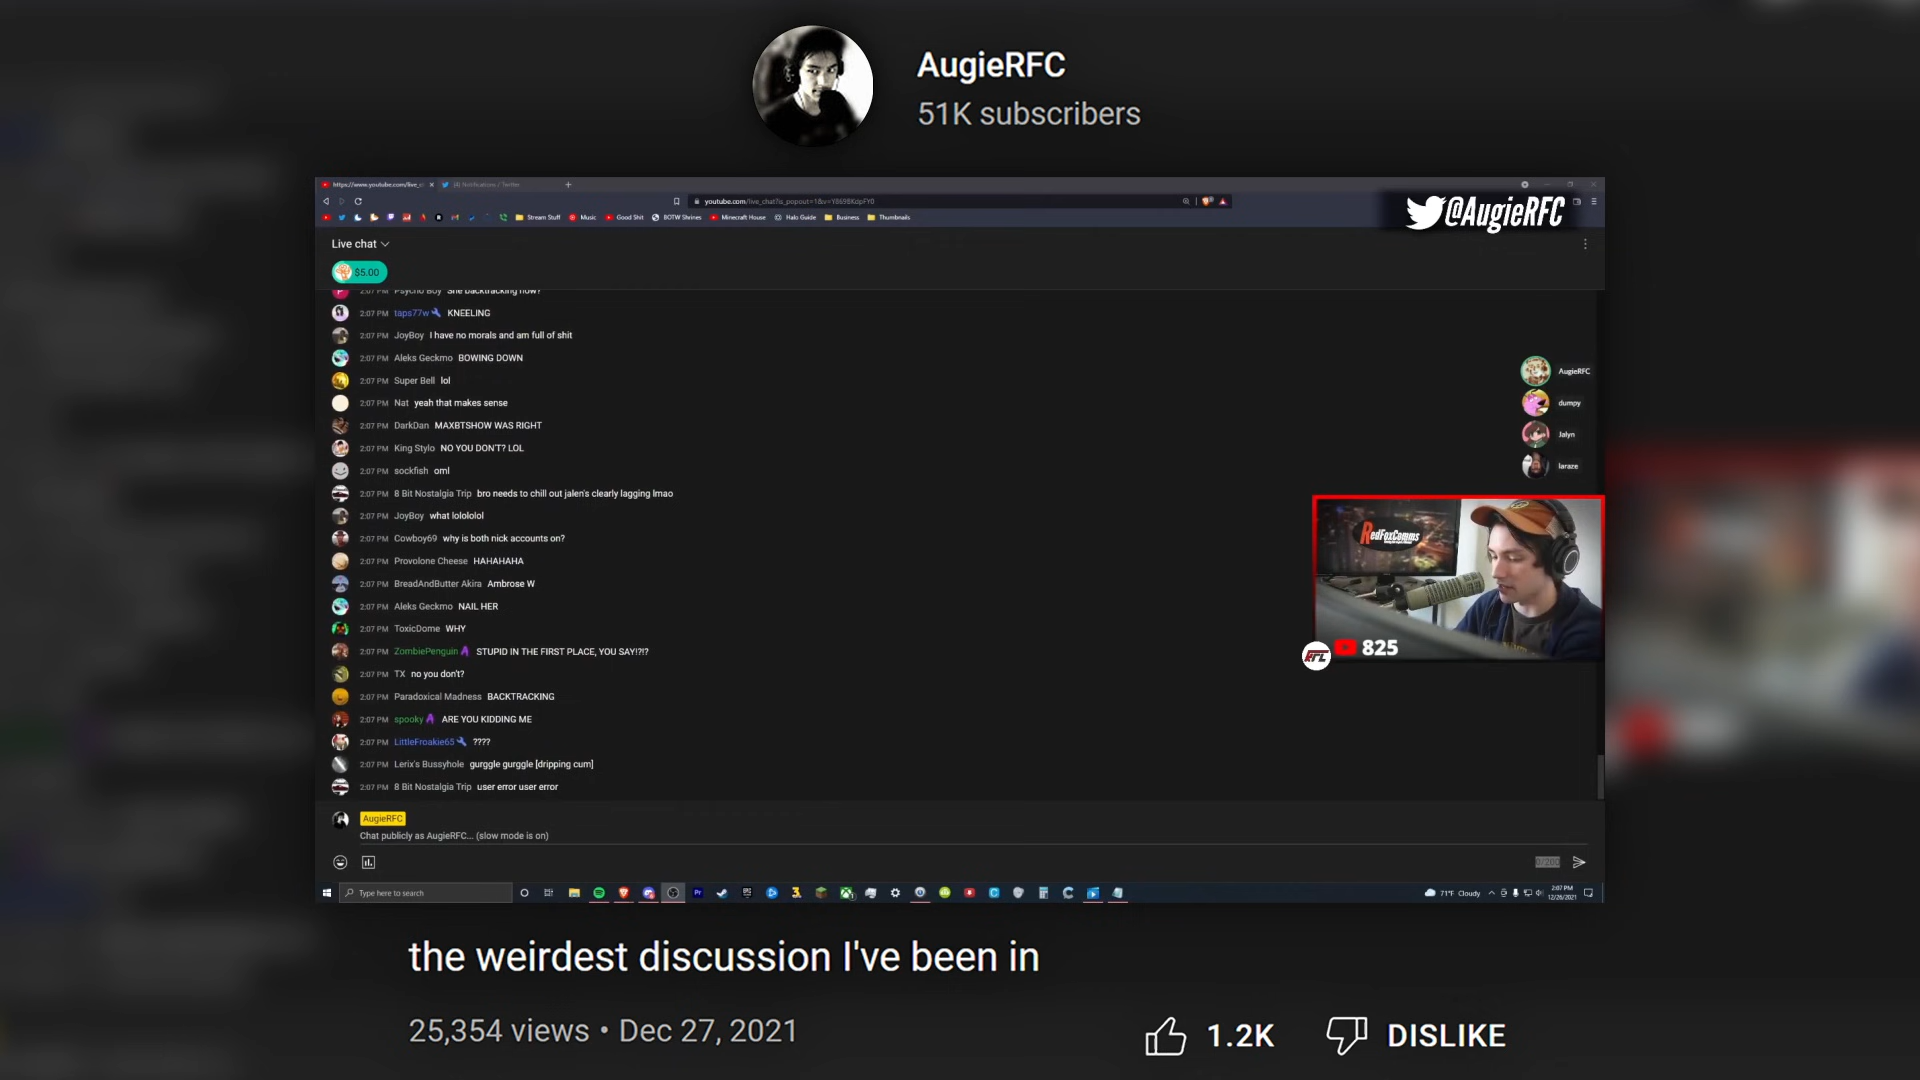 AugieRFC
51K subscribers
https://www.youtube.com/live_c
(4) Notifications / Twitter
@AugieRFC
Stream Stuff
Music
Good Shit
BOTW Shrines
Minecraft House
Halo Guide
Business
Thumbnails
Live chat
$5.00
2:07 PM Psycho Boy She backtracking now?
2:07 PM taps77w KNEELING
2:07 PM JoyBoy I have no morals and am full of shit
2:07 PM Aleks Geckmo BOWING DOWN
2:07 PM Super Bell lol
2:07 PM Nat yeah that makes sense
2:07 PM DarkDan MAXBTSHOW WAS RIGHT
2:07 PM King Stylo NO YOU DON'T? LOL
2:07 PM sockfish oml
2:07 PM 8 Bit Nostalgia Trip bro needs to chill out jalen's clearly lagging lmao
2:07 PM JoyBoy what lolololol
2:07 PM Cowboy69 why is both nick accounts on?
2:07 PM Provolone Cheese HAHAHAHA
2:07 PM BreadAndButter Akira Ambrose W
2:07 PM Aleks Geckmo NAIL HER
2:07 PM ToxicDome WHY
2:07 PM ZombiePenguin STUPID IN THE FIRST PLACE, YOU SAY!?!?
2:07 PM TX no you don't?
2:07 PM Paradoxical Madness BACKTRACKING
2:07 PM spooky ARE YOU KIDDING ME
2:07 PM LittleFroakie65 ????
2:07 PM Lerix's Bussyhole gurggle gurggle [dripping cum]
2:07 PM 8 Bit Nostalgia Trip user error user error
AugieRFC
dumpy
Jalyn
laraze
RedFoxComms
RFC
825
AugieRFC
Chat publicly as AugieRFC... (slow mode is on)
0/200
Type here to search
71°F Cloudy
2:07 PM
12/26/2021
the weirdest discussion I've been in
25,354 views • Dec 27, 2021
1.2K
DISLIKE